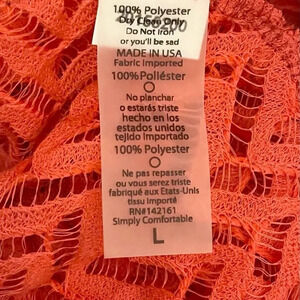 100% Polyester
Dry Clean Only
Do Not Iron
or you'll be sad
MADE IN USA
Fabric Imported
100% Poliéster
No planchar
o estarás triste
hecho en los
estados unidos
tejido importado
100% Polyester
Ne pas repasser
ou vous serez triste
fabriqué aux Etats-Unis
tissu importé
RN#142161
Simply Comfortable
L